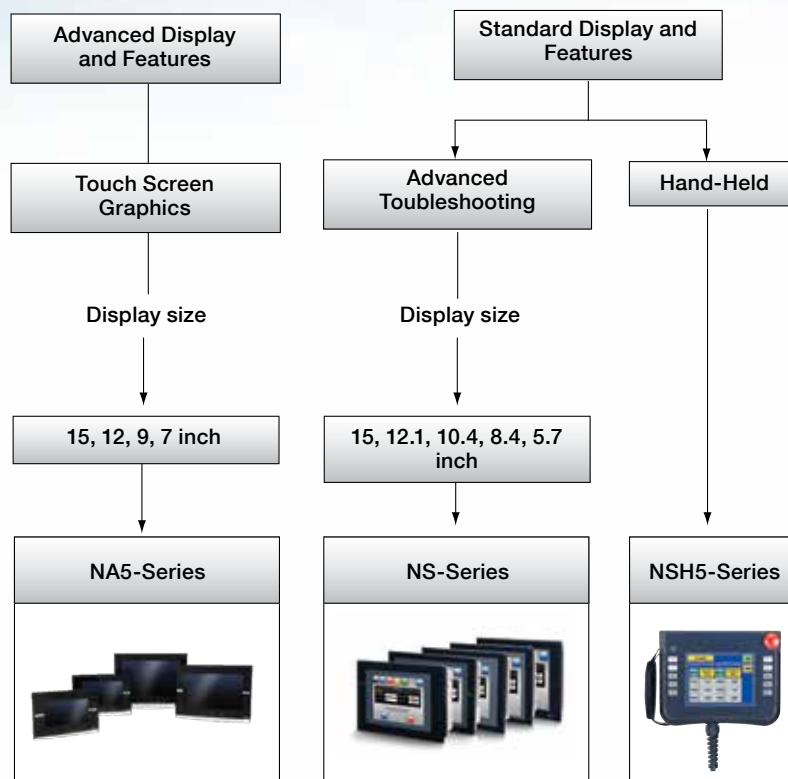 Advanced Display
and Features
Standard Display and
Features
Touch Screen
Graphics
Advanced
Toubleshooting
Hand-Held
Display size
Display size
15, 12, 9, 7 inch
15, 12.1, 10.4, 8.4, 5.7
inch
NA5-Series
NS-Series
NSH5-Series